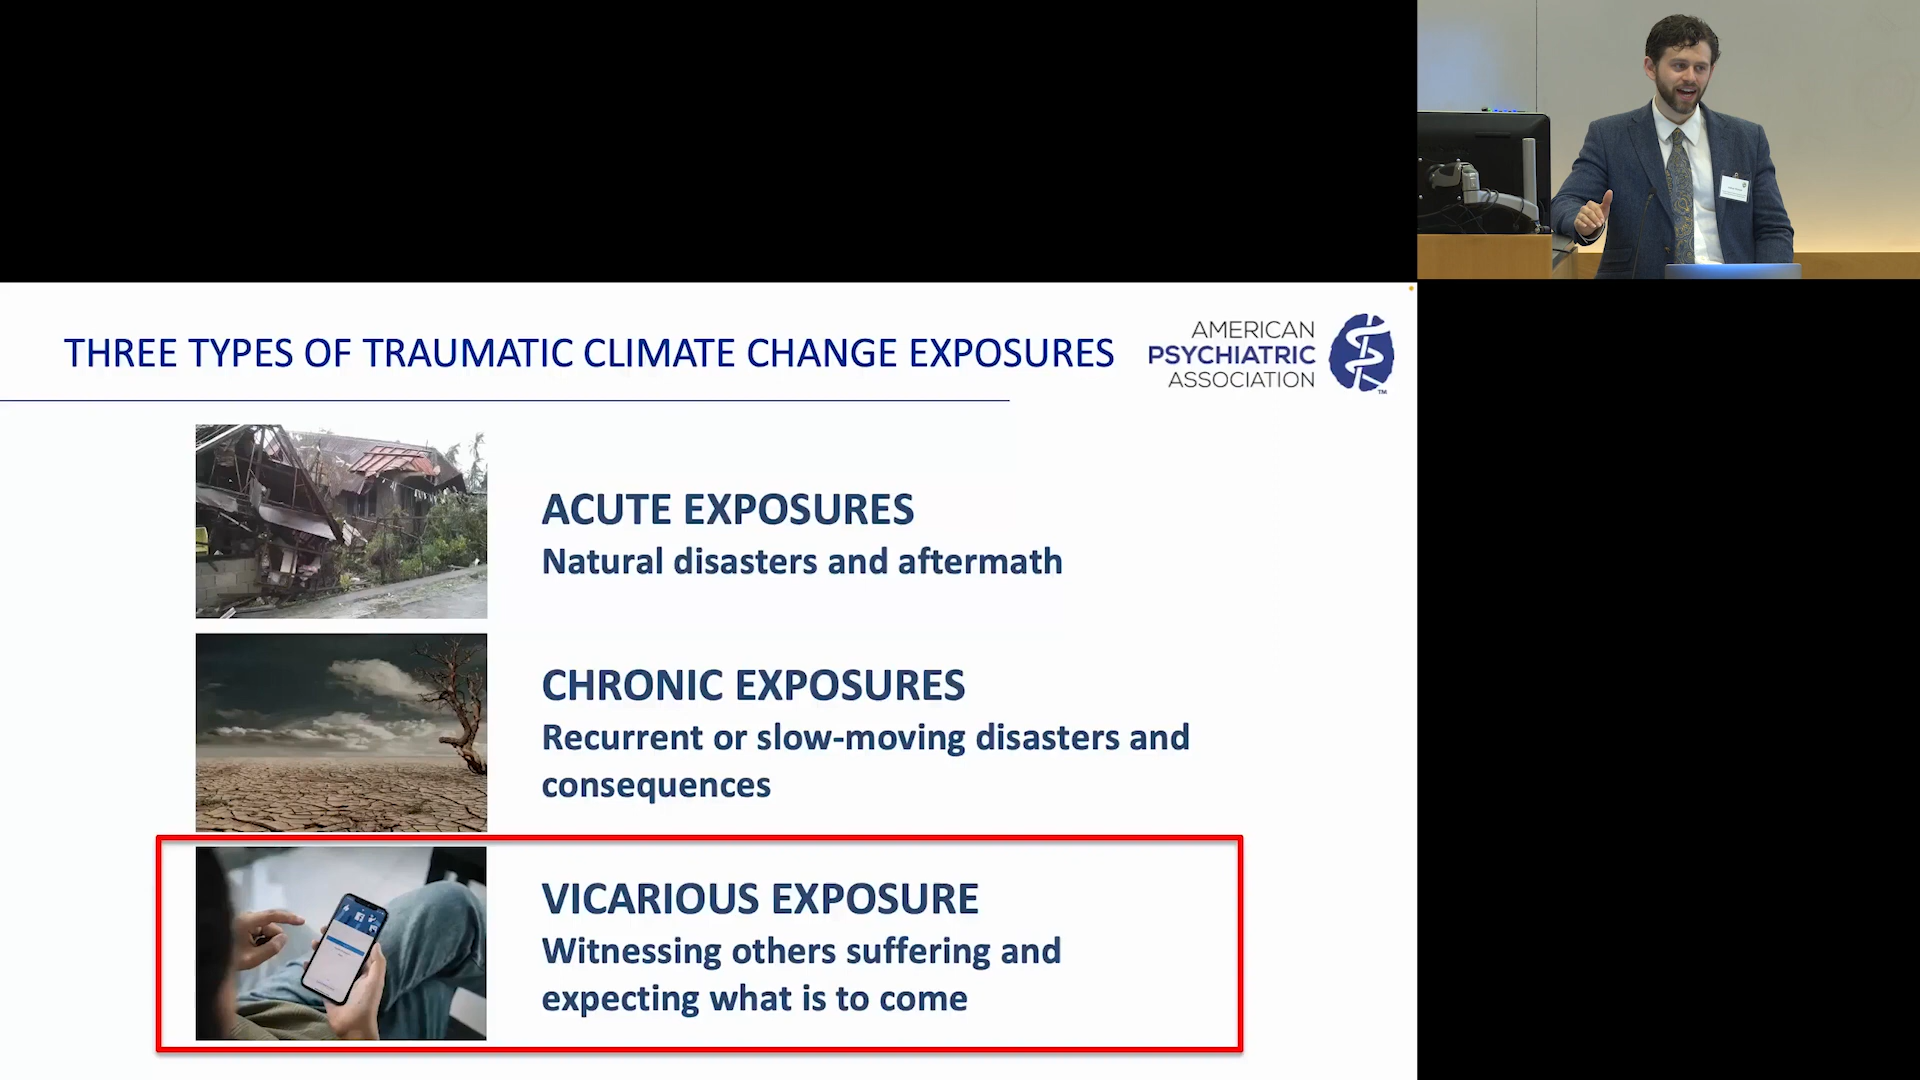 THREE TYPES OF TRAUMATIC CLIMATE CHANGE EXPOSURES
AMERICAN
PSYCHIATRIC
ASSOCIATION
TM
ACUTE EXPOSURES
Natural disasters and aftermath
CHRONIC EXPOSURES
Recurrent or slow-moving disasters and
consequences
VICARIOUS EXPOSURE
Witnessing others suffering and
expecting what is to come